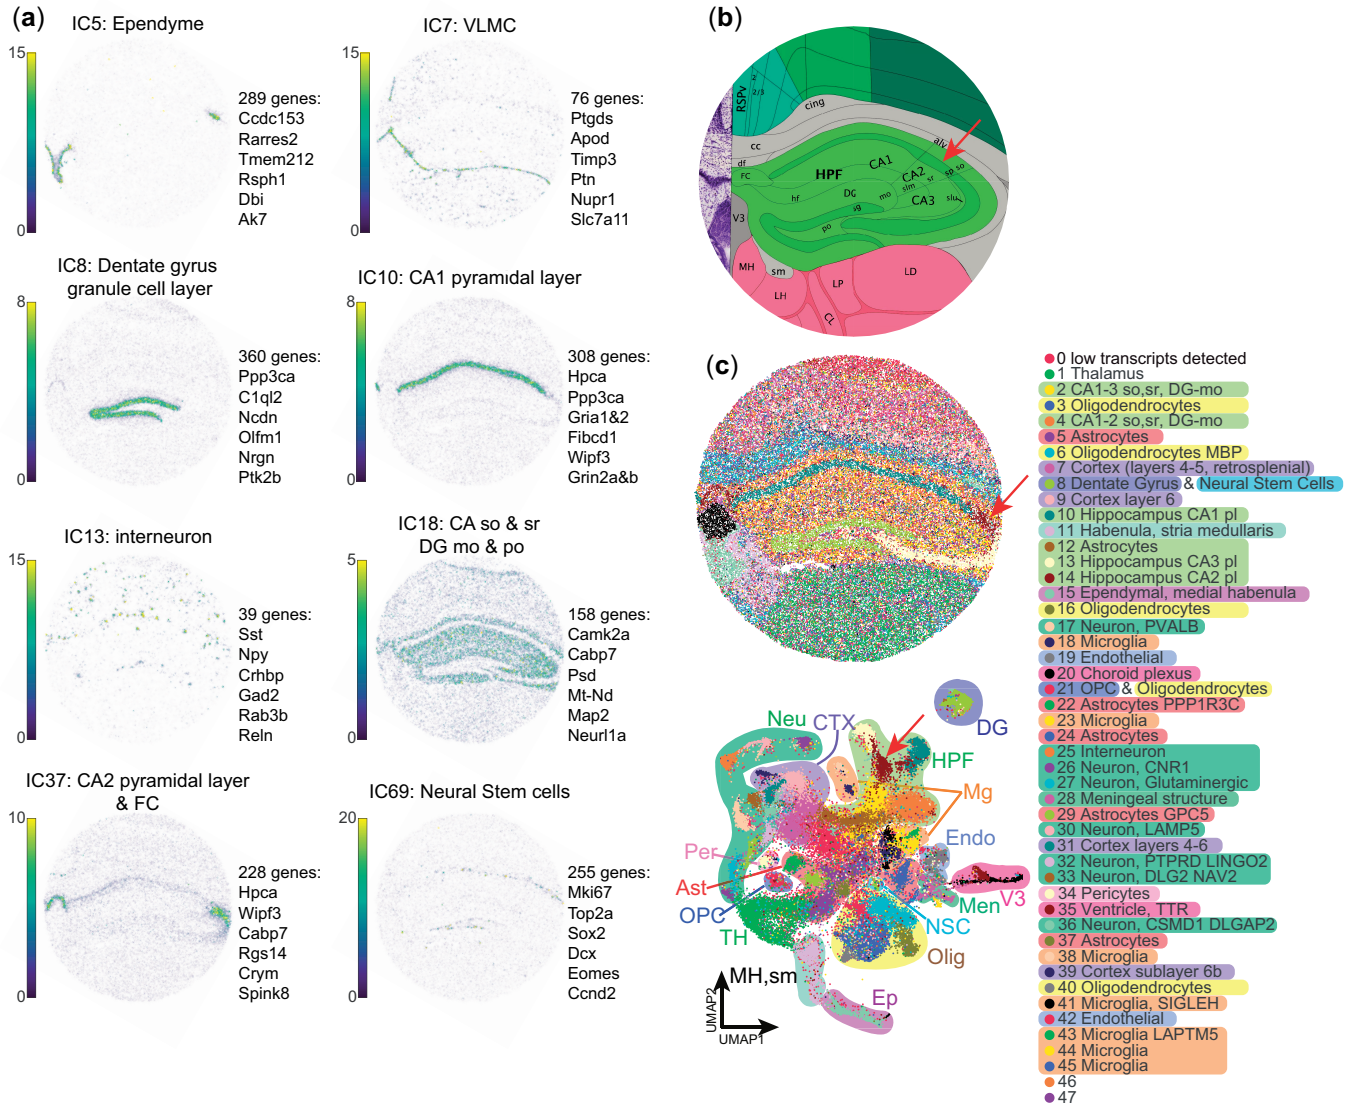 (a)
IC5: Ependyme
15
0
289 genes:
Ccdc153
Rarres2
Tmem212
Rsph1
Dbi
Ak7
IC7: VLMC
15
0
76 genes:
Ptgds
Apod
Timp3
Ptn
Nupr1
Slc7a11
IC8: Dentate gyrus
granule cell layer
8
0
360 genes:
Ppp3ca
C1ql2
Ncdn
Olfm1
Nrgn
Ptk2b
IC10: CA1 pyramidal layer
8
0
308 genes:
Hpca
Ppp3ca
Gria1&2
Fibcd1
Wipf3
Grin2a&b
IC13: interneuron
15
0
39 genes:
Sst
Npy
Crhbp
Gad2
Rab3b
Reln
IC18: CA so & sr
DG mo & po
5
0
158 genes:
Camk2a
Cabp7
Psd
Mt-Nd
Map2
Neurl1a
IC37: CA2 pyramidal layer
& FC
10
0
228 genes:
Hpca
Wipf3
Cabp7
Rgs14
Crym
Spink8
IC69: Neural Stem cells
20
0
255 genes:
Mki67
Top2a
Sox2
Dcx
Eomes
Ccnd2
(b)
RSPv
2/3
cing
cc
df
FC
alv
CA1
HPF
CA2
sp so
sr
slm
DG
mo
CA3
slu
hf
sg
po
V3
MH
sm
LH
LP
LD
CL
(c)
0 low transcripts detected
1 Thalamus
2 CA1-3 so,sr, DG-mo
3 Oligodendrocytes
4 CA1-2 so,sr, DG-mo
5 Astrocytes
6 Oligodendrocytes MBP
7 Cortex (layers 4-5, retrosplenial)
8 Dentate Gyrus & Neural Stem Cells
9 Cortex layer 6
10 Hippocampus CA1 pl
11 Habenula, stria medullaris
12 Astrocytes
13 Hippocampus CA3 pl
14 Hippocampus CA2 pl
15 Ependymal, medial habenula
16 Oligodendrocytes
17 Neuron, PVALB
18 Microglia
19 Endothelial
20 Choroid plexus
21 OPC & Oligodendrocytes
22 Astrocytes PPP1R3C
23 Microglia
24 Astrocytes
25 Interneuron
26 Neuron, CNR1
27 Neuron, Glutaminergic
28 Meningeal structure
29 Astrocytes GPC5
30 Neuron, LAMP5
31 Cortex layers 4-6
32 Neuron, PTPRD LINGO2
33 Neuron, DLG2 NAV2
34 Pericytes
35 Ventricle, TTR
36 Neuron, CSMD1 DLGAP2
37 Astrocytes
38 Microglia
39 Cortex sublayer 6b
40 Oligodendrocytes
41 Microglia, SIGLEH
42 Endothelial
43 Microglia LAPTM5
44 Microglia
45 Microglia
46
47
Neu
CTX
DG
HPF
Mg
Endo
Per
Ast
OPC
TH
V3
Men
NSC
Olig
MH,sm
Ep
UMAP2
UMAP1